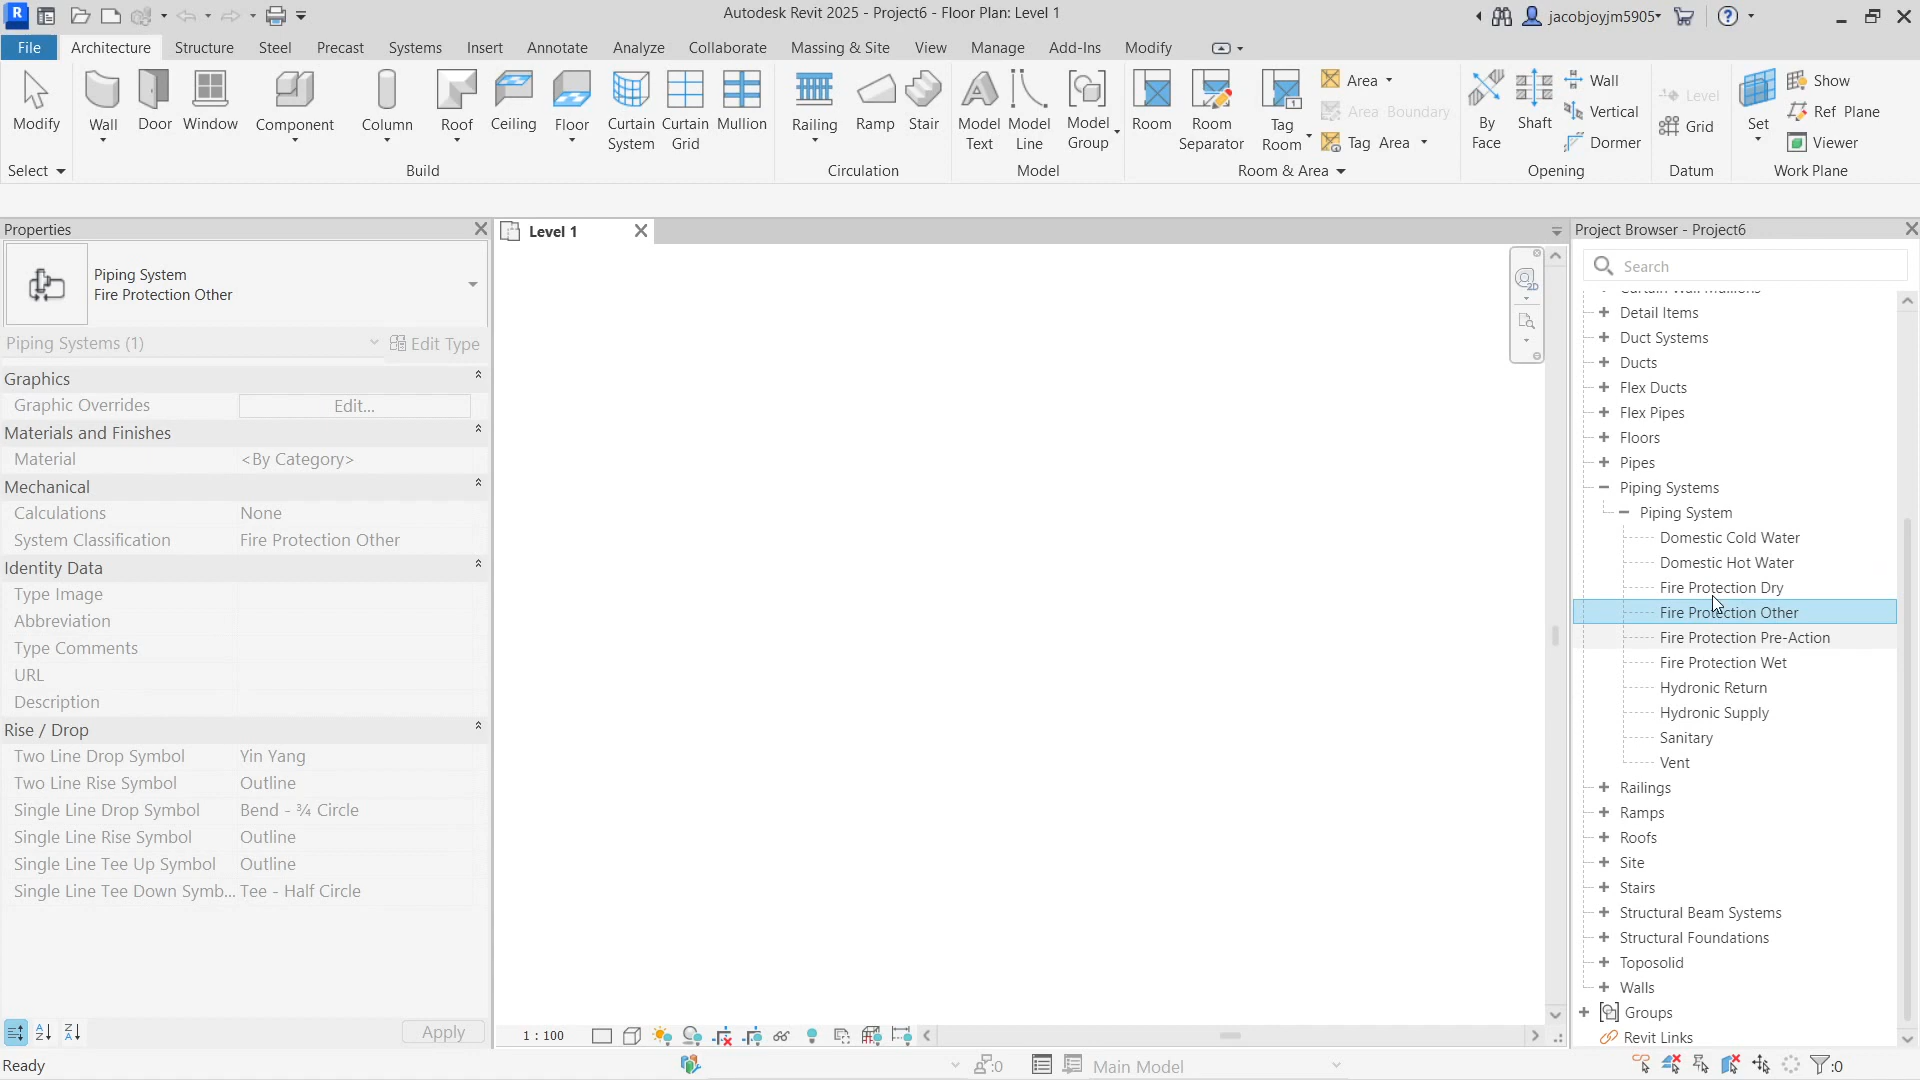 Autodesk Revit 2025 - Project6 - Floor Plan: Level 1
jacobjoyjm5905
File
Architecture
Structure
Steel
Precast
Systems
Insert
Annotate
Analyze
Collaborate
Massing & Site
View
Manage
Add-Ins
Modify
Modify
Wall
Door
Window
Component
Column
Roof
Ceiling
Floor
Curtain System
Curtain Grid
Mullion
Railing
Ramp
Stair
Model Text
Model Line
Model Group
Room
Room Separator
Tag Room
Area
Area Boundary
Tag Area
By Face
Shaft
Wall
Vertical
Dormer
Level
Grid
Set
Show
Ref Plane
Viewer
Select
Build
Circulation
Model
Room & Area
Opening
Datum
Work Plane
Properties
Piping System
Fire Protection Other
Piping Systems (1)
Edit Type
Graphics
Graphic Overrides Edit...
Materials and Finishes
Material <By Category>
Mechanical
Calculations None
System Classification Fire Protection Other
Identity Data
Type Image
Abbreviation
Type Comments
URL
Description
Rise / Drop
Two Line Drop Symbol Yin Yang
Two Line Rise Symbol Outline
Single Line Drop Symbol Bend - ¾ Circle
Single Line Rise Symbol Outline
Single Line Tee Up Symbol Outline
Single Line Tee Down Symb... Tee - Half Circle
Apply
Level 1
2D
1 : 100
Project Browser - Project6
Search
Curtain Wall Mullions
Detail Items
Duct Systems
Ducts
Flex Ducts
Flex Pipes
Floors
Pipes
Piping Systems
Piping System
Domestic Cold Water
Domestic Hot Water
Fire Protection Dry
Fire Protection Other
Fire Protection Pre-Action
Fire Protection Wet
Hydronic Return
Hydronic Supply
Sanitary
Vent
Railings
Ramps
Roofs
Site
Stairs
Structural Beam Systems
Structural Foundations
Toposolid
Walls
Groups
Revit Links
Ready
:0
Main Model
:0